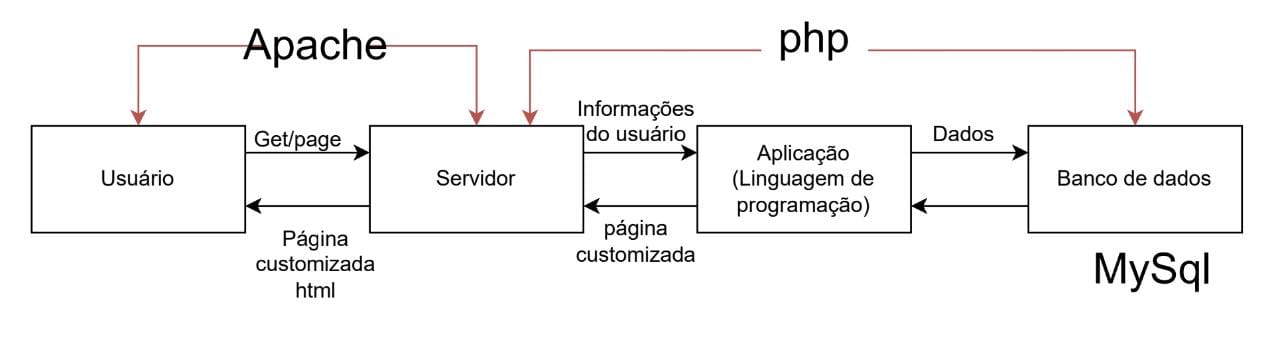 Apache
php
Informações
do usuário
Get/page
Dados
Usuário
Servidor
Aplicação
(Linguagem de
programação)
Banco de dados
Página
customizada
html
página
customizada
MySql